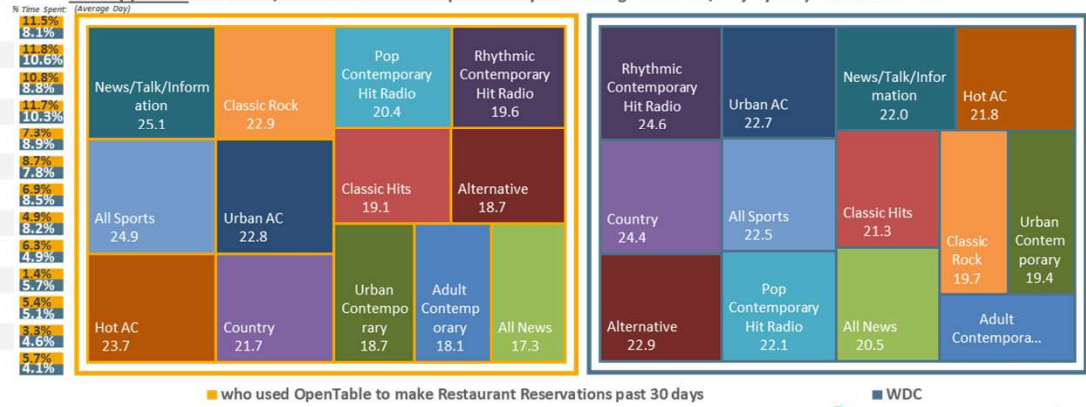 % Time Spent: (Average Day)
11.5%
8.1%
11.8%
10.6%
10.8%
8.8%
11.7%
10.3%
7.3%
8.9%
8.7%
7.8%
6.9%
8.5%
4.9%
8.2%
6.3%
4.9%
1.4%
5.7%
5.4%
5.1%
3.3%
4.6%
5.7%
4.1%
News/Talk/Inform
ation
25.1
Classic Rock
22.9
Pop
Contemporary
Hit Radio
20.4
Rhythmic
Contemporary
Hit Radio
19.6
All Sports
24.9
Urban AC
22.8
Classic Hits
19.1
Alternative
18.7
Hot AC
23.7
Country
21.7
Urban
Contempo
rary
18.7
Adult
Contemp
orary
18.1
All News
17.3
Rhythmic
Contemporary
Hit Radio
24.6
Urban AC
22.7
News/Talk/Infor
mation
22.0
Hot AC
21.8
Country
24.4
All Sports
22.5
Classic Hits
21.3
Classic
Rock
19.7
Urban
Contem
porary
19.4
Alternative
22.9
Pop
Contemporary
Hit Radio
22.1
All News
20.5
Adult
Contempora...
who used OpenTable to make Restaurant Reservations past 30 days
WDC